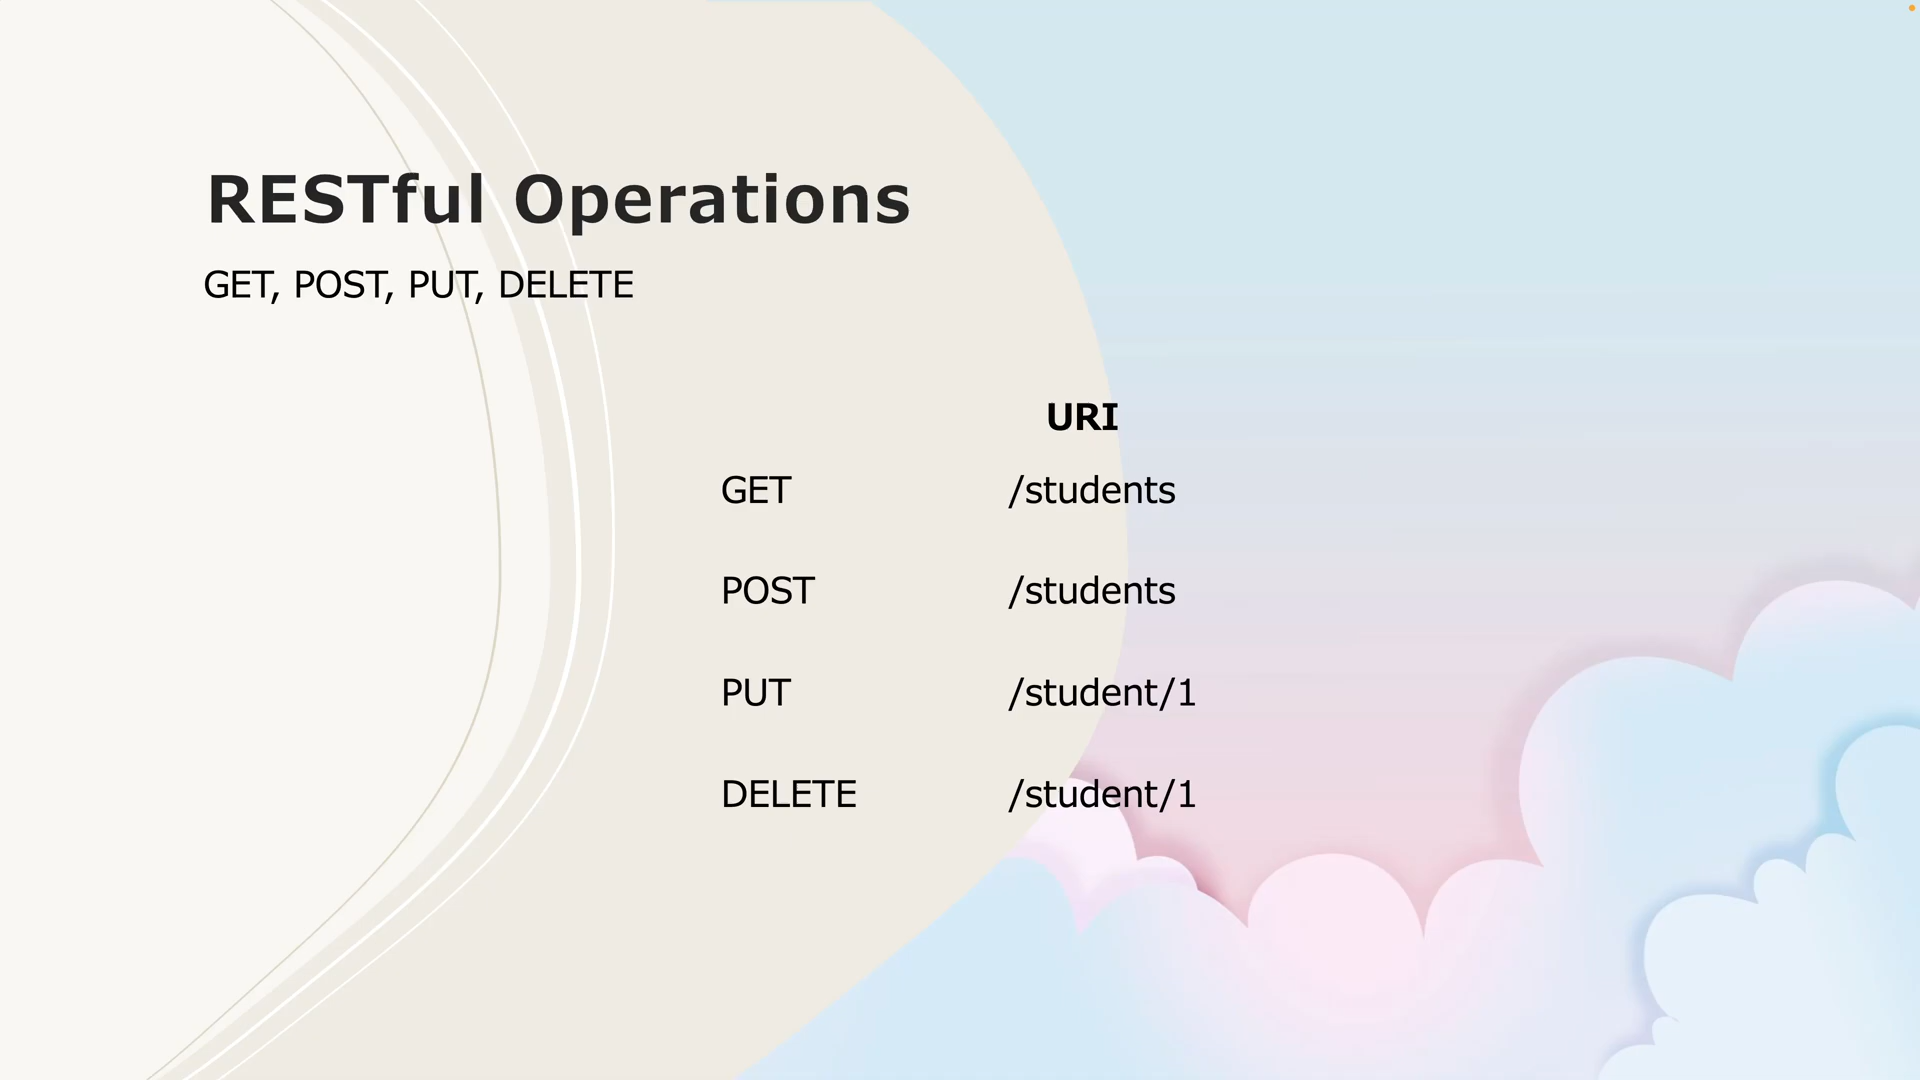 RESTful Operations
GET, POST, PUT, DELETE
URI
GET /students
POST /students
PUT /student/1
DELETE /student/1